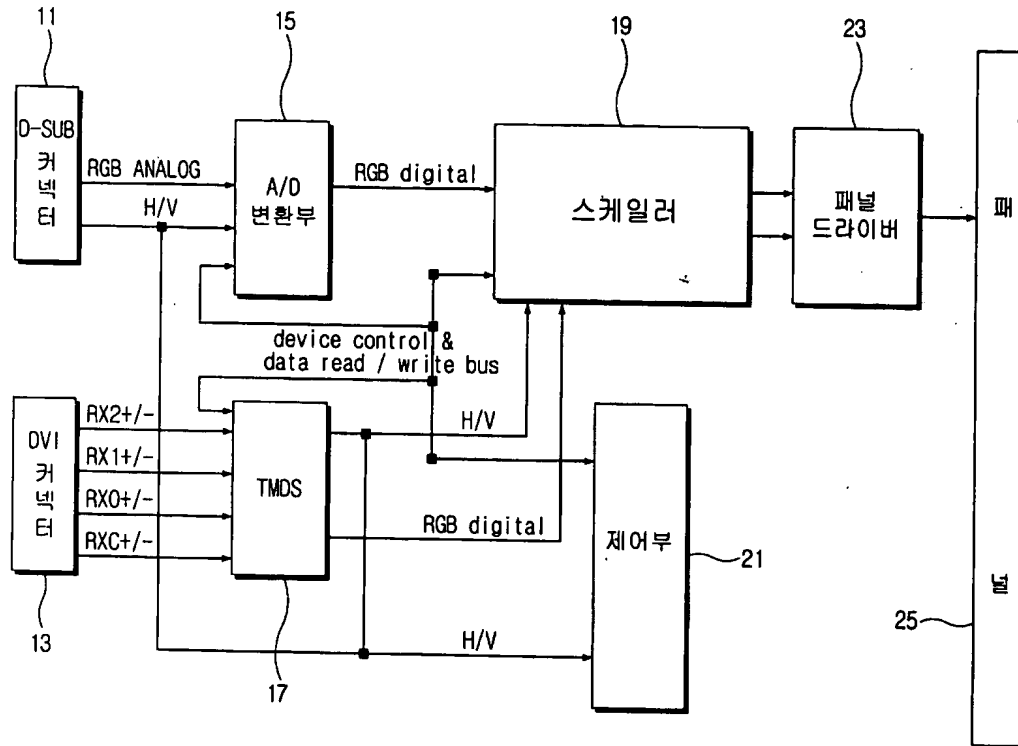 11
15
19
23
D-SUB
커
넥
터
RGB ANALOG
H/V
A/D
변환부
RGB digital
스케일러
패널
드라이버
패
널
device control &
data read / write bus
DVI
커
넥
터
RX2+/-
RX1+/-
RX0+/-
RXC+/-
TMDS
H/V
RGB digital
제어부
21
25
13
17
H/V